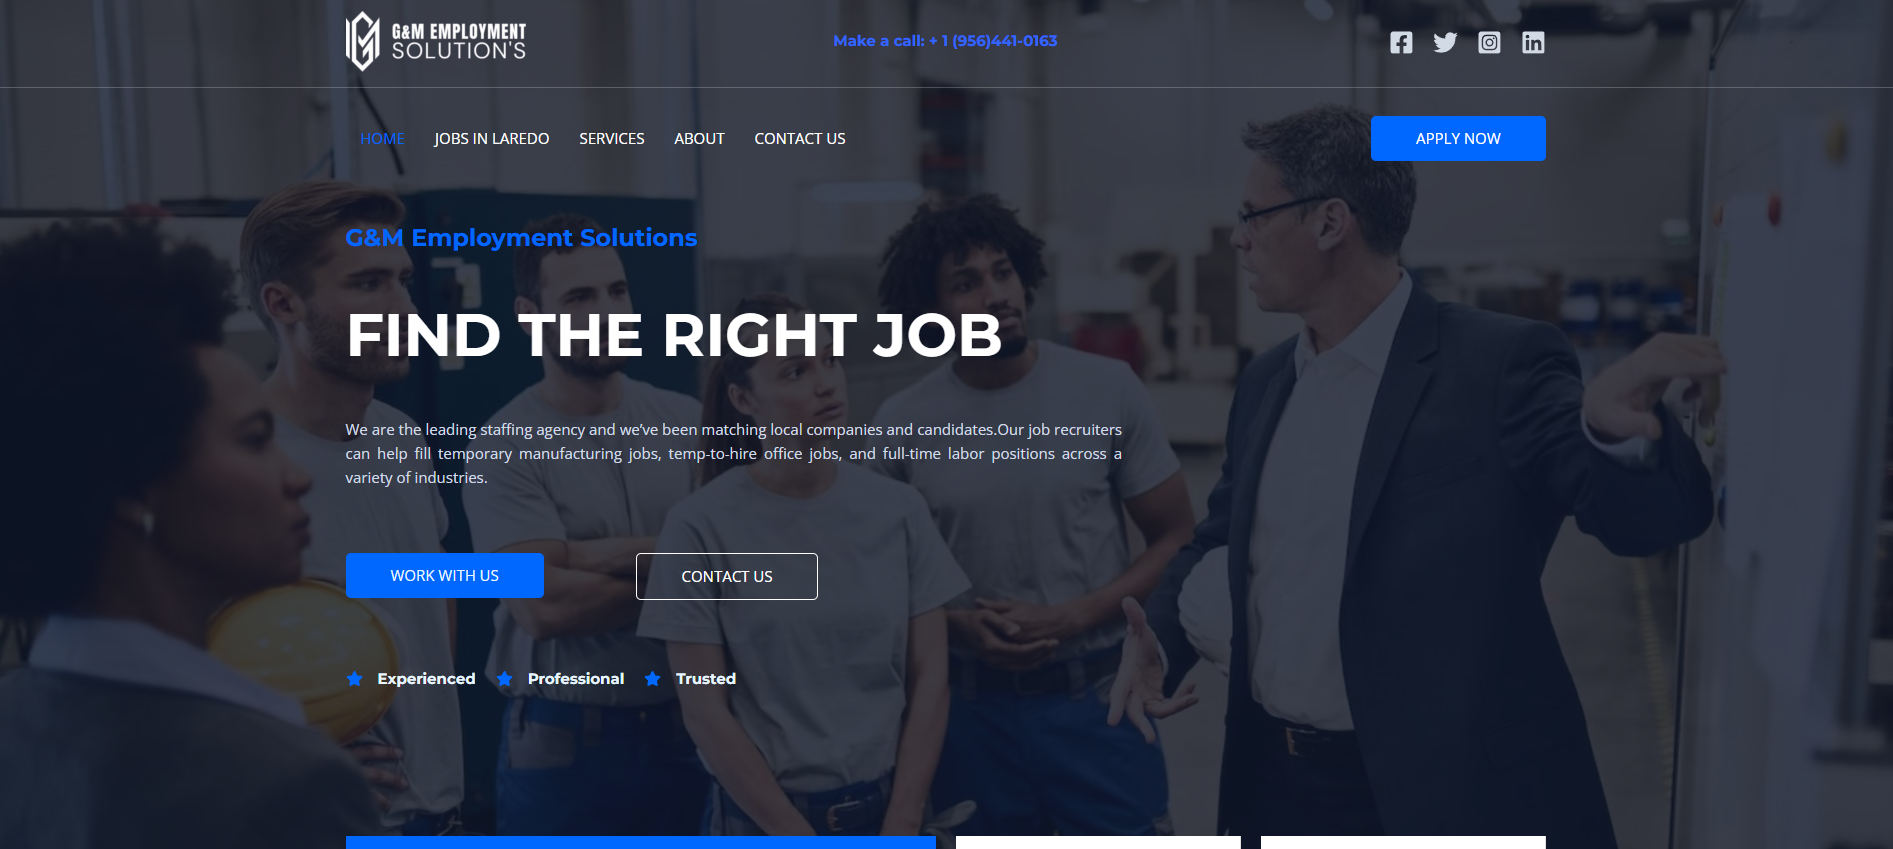 G&M EMPLOYMENT
SOLUTION'S
Make a call: + 1 (956)441-0163
HOME JOBS IN LAREDO SERVICES ABOUT CONTACT US
APPLY NOW
G&M Employment Solutions
FIND THE RIGHT JOB
We are the leading staffing agency and we've been matching local companies and candidates.Our job recruiters
can help fill temporary manufacturing jobs, temp-to-hire office jobs, and full-time labor positions across a
variety of industries.
WORK WITH US
CONTACT US
Experienced Professional Trusted